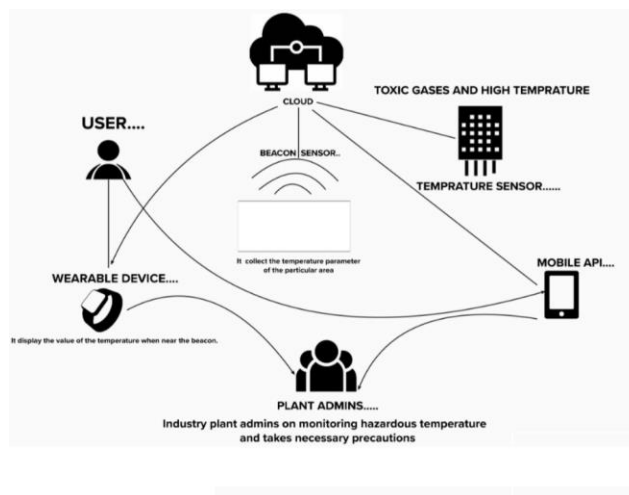 CLOUD
TOXIC GASES AND HIGH TEMPRATURE
USER....
BEACON SENSOR..
TEMPRATURE SENSOR......
It collect the temperature parameter
of the particular area
MOBILE API....
WEARABLE DEVICE....
It display the value of the temperature when near the beacon.
PLANT ADMINS.....
Industry plant admins on monitoring hazardous temperature
and takes necessary precautions